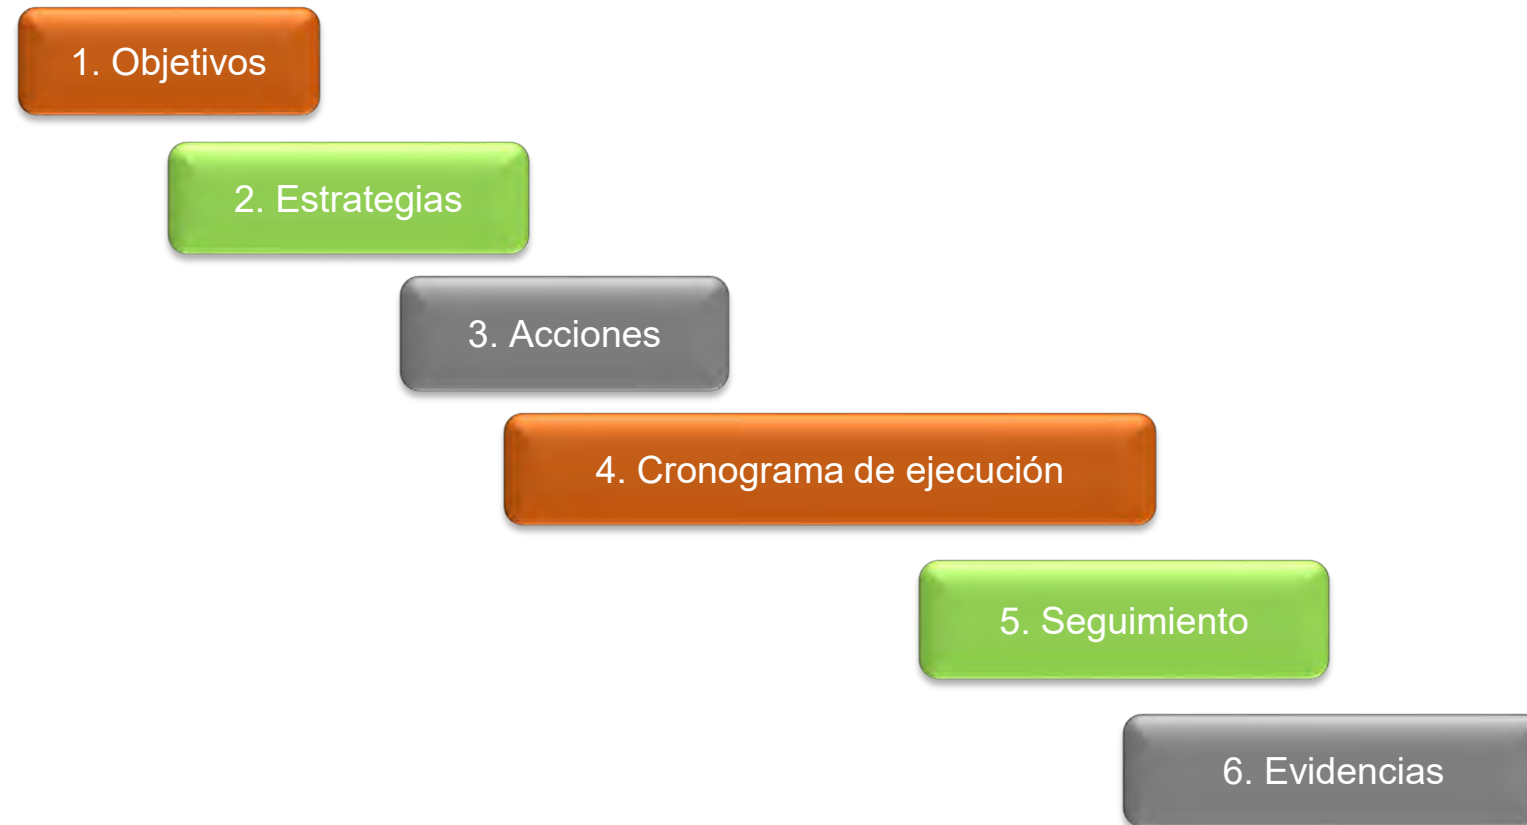 1. Objetivos
2. Estrategias
3. Acciones
4. Cronograma de ejecución
5. Seguimiento
6. Evidencias